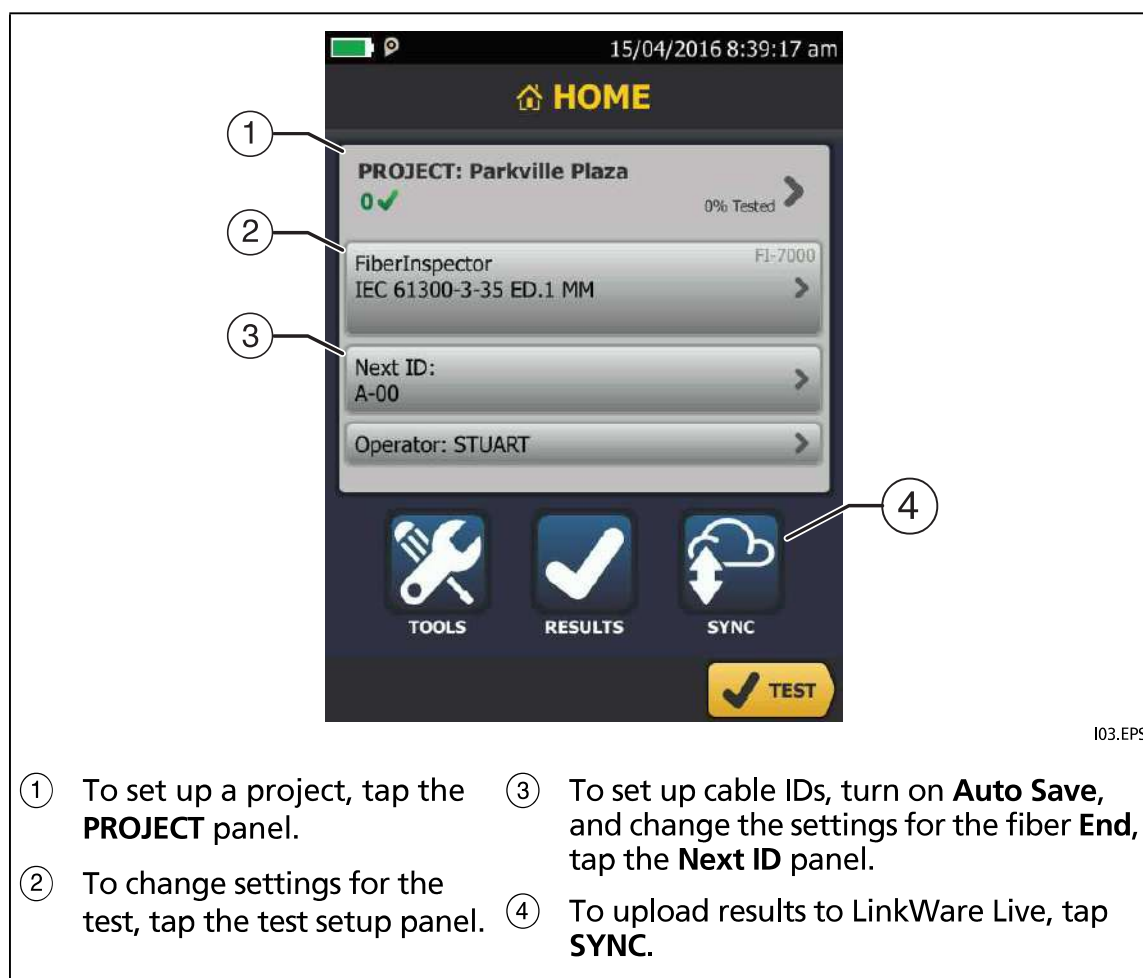 15/04/2016 8:39:17 am
HOME
1
PROJECT: Parkville Plaza
0
0% Tested
2
FiberInspector
FI-7000
IEC 61300-3-35 ED.1 MM
3
Next ID:
A-00
Operator: STUART
4
TOOLS
RESULTS
SYNC
TEST
I03.EPS
1 To set up a project, tap the
PROJECT panel.
2 To change settings for the
test, tap the test setup panel.
3 To set up cable IDs, turn on Auto Save,
and change the settings for the fiber End,
tap the Next ID panel.
4 To upload results to LinkWare Live, tap
SYNC.